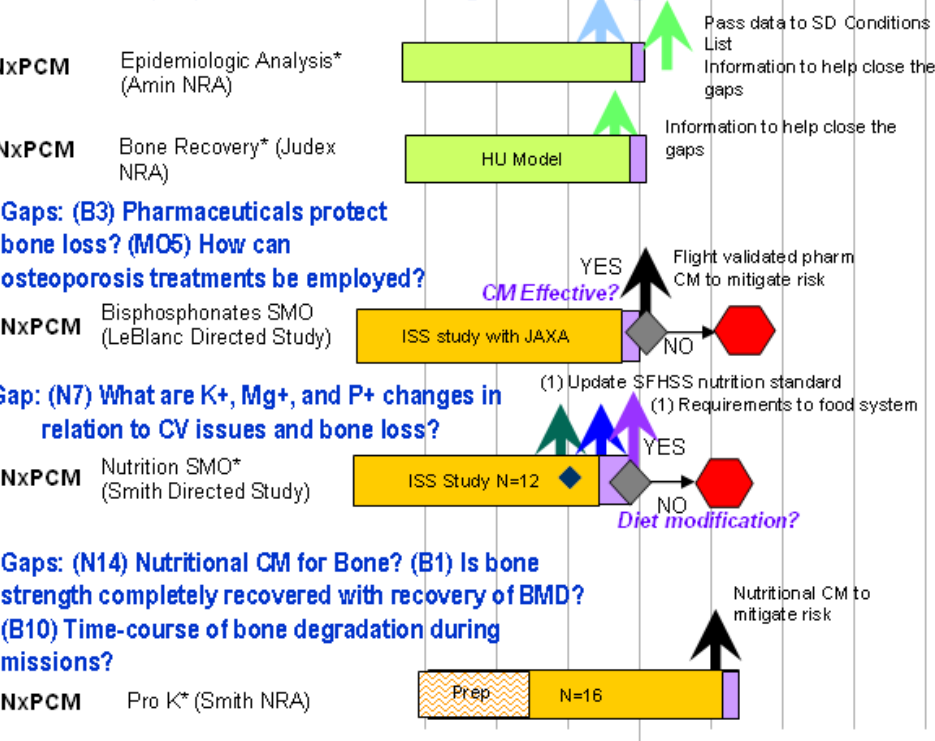 NxPCM
Epidemiologic Analysis*
(Amin NRA)
Pass data to SD Conditions
List
Information to help close the
gaps
NxPCM
Bone Recovery* (Judex
NRA)
HU Model
Information to help close the
gaps
Gaps: (B3) Pharmaceuticals protect
bone loss? (MO5) How can
osteoporosis treatments be employed?
YES
CM Effective?
Flight validated pharm
CM to mitigate risk
NxPCM
Bisphosphonates SMO
(LeBlanc Directed Study)
ISS study with JAXA
NO
(1) Update SFHSS nutrition standard
(1) Requirements to food system
Gap: (N7) What are K+, Mg+, and P+ changes in
relation to CV issues and bone loss?
YES
NxPCM
Nutrition SMO*
(Smith Directed Study)
ISS Study N=12
NO
Diet modification?
Gaps: (N14) Nutritional CM for Bone? (B1) Is bone
strength completely recovered with recovery of BMD?
(B10) Time-course of bone degradation during
missions?
Nutritional CM to
mitigate risk
NxPCM
Pro K* (Smith NRA)
Prep
N=16